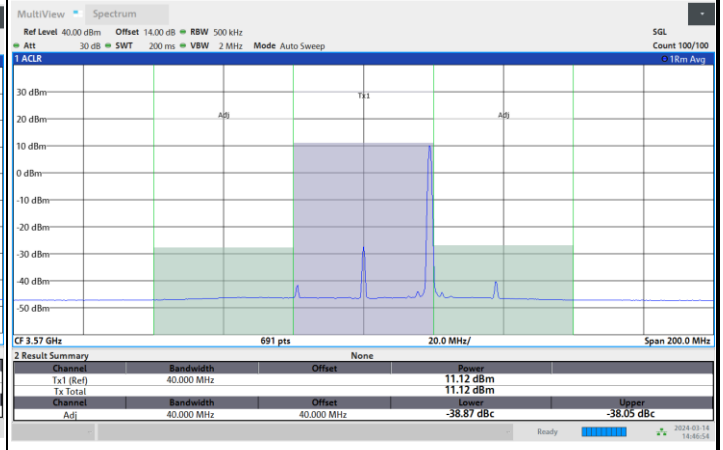 MultiView Spectrum
Ref Level 40.00 dBm Offset 14.00 dB RBW 500 kHz SGL
Att 30 dB SWT 200 ms VBW 2 MHz Mode Auto Sweep Count 100/100
1 ACLR 1Rm Avg
30 dBm
Tx1
20 dBm Adj Adj
10 dBm
0 dBm
-10 dBm
-20 dBm
-30 dBm
-40 dBm
-50 dBm
CF 3.57 GHz 691 pts 20.0 MHz/ Span 200.0 MHz
2 Result Summary None
Channel Bandwidth Offset Power
Tx1 (Ref) 40.000 MHz 11.12 dBm
Tx Total 11.12 dBm
Channel Bandwidth Offset Lower Upper
Adj 40.000 MHz 40.000 MHz -38.87 dBc -38.05 dBc
Ready 2024-03-14
14:46:54